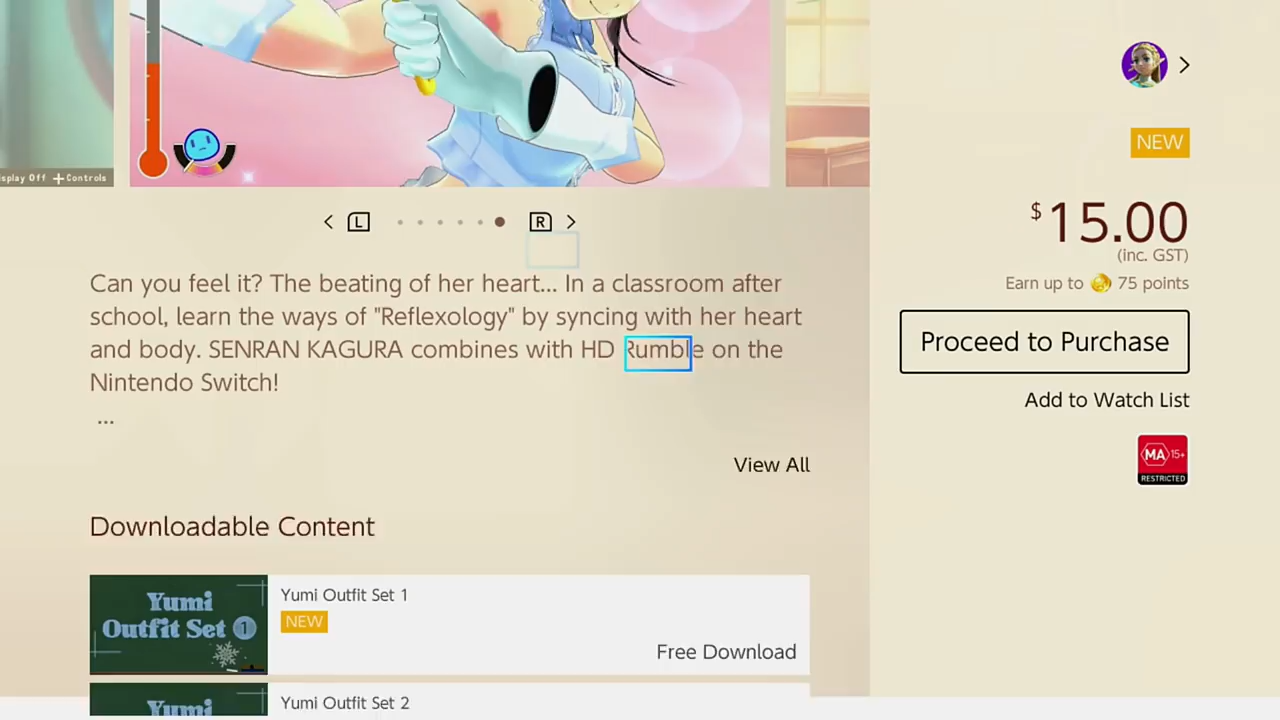 isplay Off Controls
NEW
$15.00
(inc. GST)
Earn up to 75 points
Proceed to Purchase
Add to Watch List
MA 15+
RESTRICTED
L
R
Can you feel it? The beating of her heart... In a classroom after
school, learn the ways of "Reflexology" by syncing with her heart
and body. SENRAN KAGURA combines with HD Rumble on the
Nintendo Switch!
...
View All
Downloadable Content
Yumi
Outfit Set 1
Yumi Outfit Set 1
NEW
Free Download
Yumi
Yumi Outfit Set 2